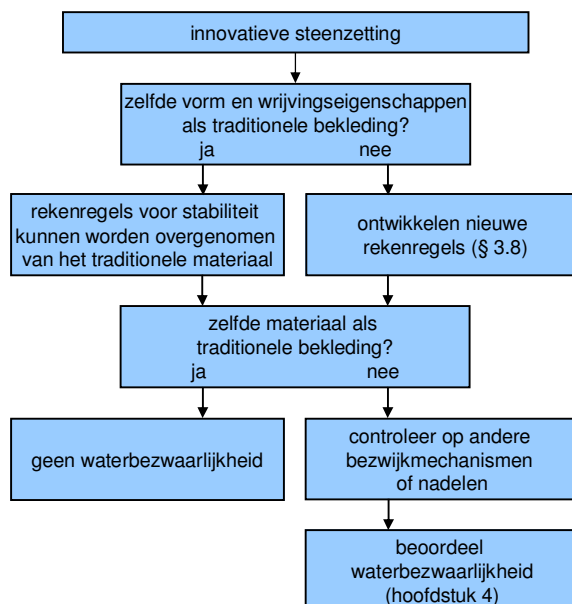 innovatieve steenzetting
zelfde vorm en wrijvingseigenschappen
als traditionele bekleding?
ja nee
rekenregels voor stabiliteit
kunnen worden overgenomen
van het traditionele materiaal
ontwikkelen nieuwe
rekenregels (§ 3.8)
zelfde materiaal als
traditionele bekleding?
ja nee
geen waterbezwaarlijkheid
controleer op andere
bezwijkmechanismen
of nadelen
beoordeel
waterbezwaarlijkheid
(hoofdstuk 4)